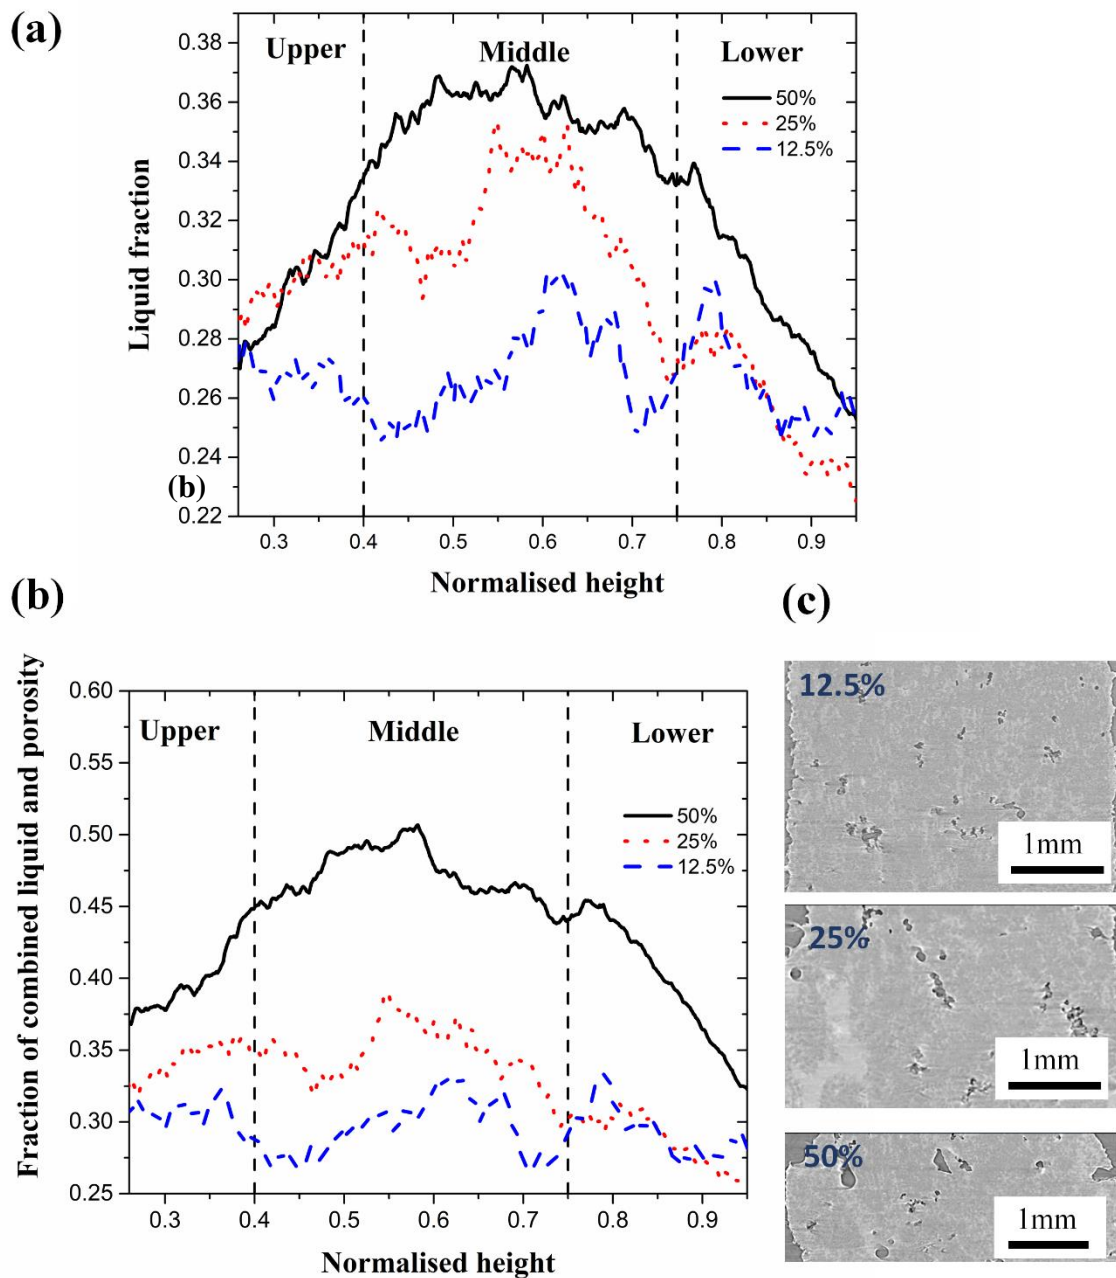 (a)
Upper Middle Lower
50%
25%
12.5%
0.38
0.36
0.34
0.32
0.30
0.28
0.26
0.24
0.22
Liquid fraction
(b)
0.3 0.4 0.5 0.6 0.7 0.8 0.9
Normalised height
(b)
Upper Middle Lower
50%
25%
12.5%
0.60
0.55
0.50
0.45
0.40
0.35
0.30
0.25
Fraction of combined liquid and porosity
0.3 0.4 0.5 0.6 0.7 0.8 0.9
Normalised height
(c)
12.5%
1mm
25%
1mm
50%
1mm